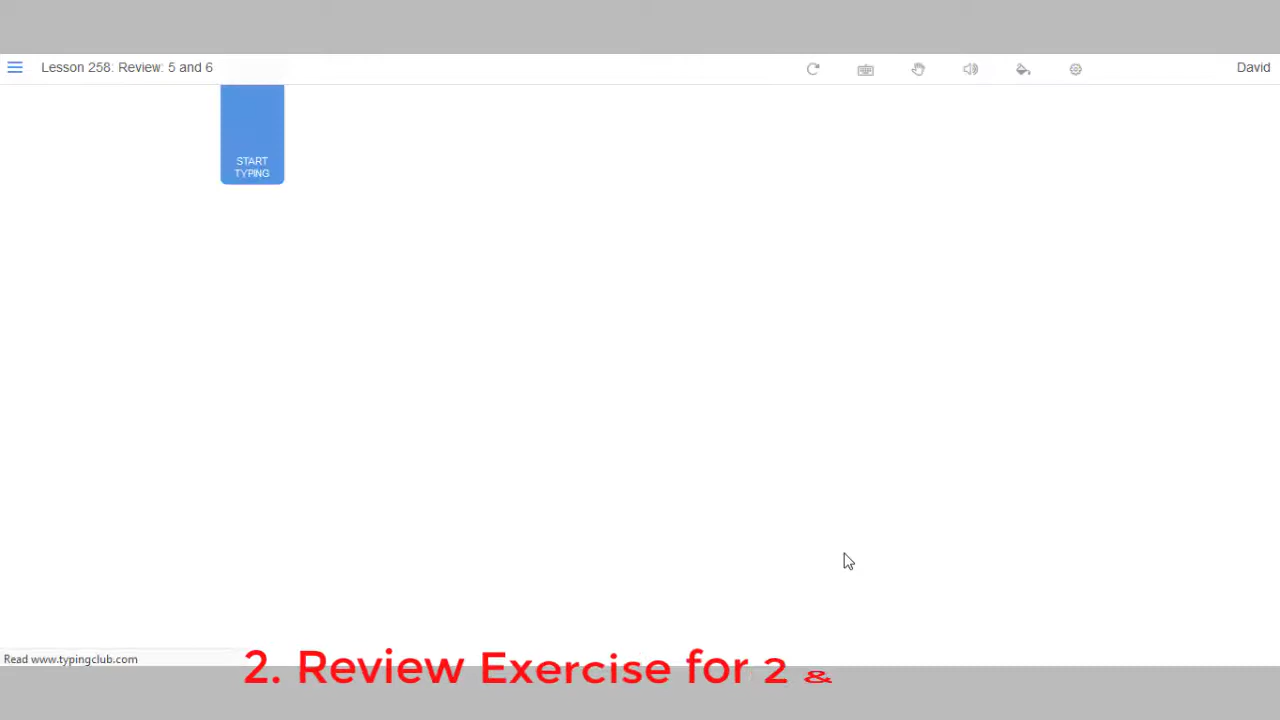 Lesson 258: Review: 5 and 6
David
START
TYPING
Read www.typingclub.com
2. Review Exercise for 2 &